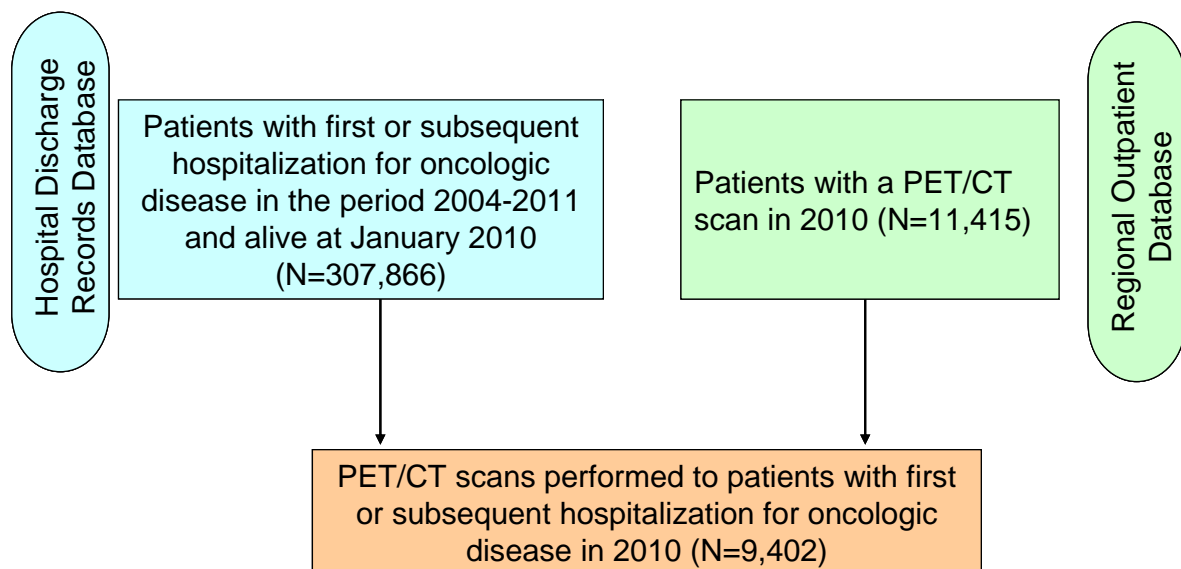 Hospital Discharge
Records Database
Patients with first or subsequent
hospitalization for oncologic
disease in the period 2004-2011
and alive at January 2010
(N=307,866)
Patients with a PET/CT
scan in 2010 (N=11,415)
Regional Outpatient
Database
PET/CT scans performed to patients with first
or subsequent hospitalization for oncologic
disease in 2010 (N=9,402)